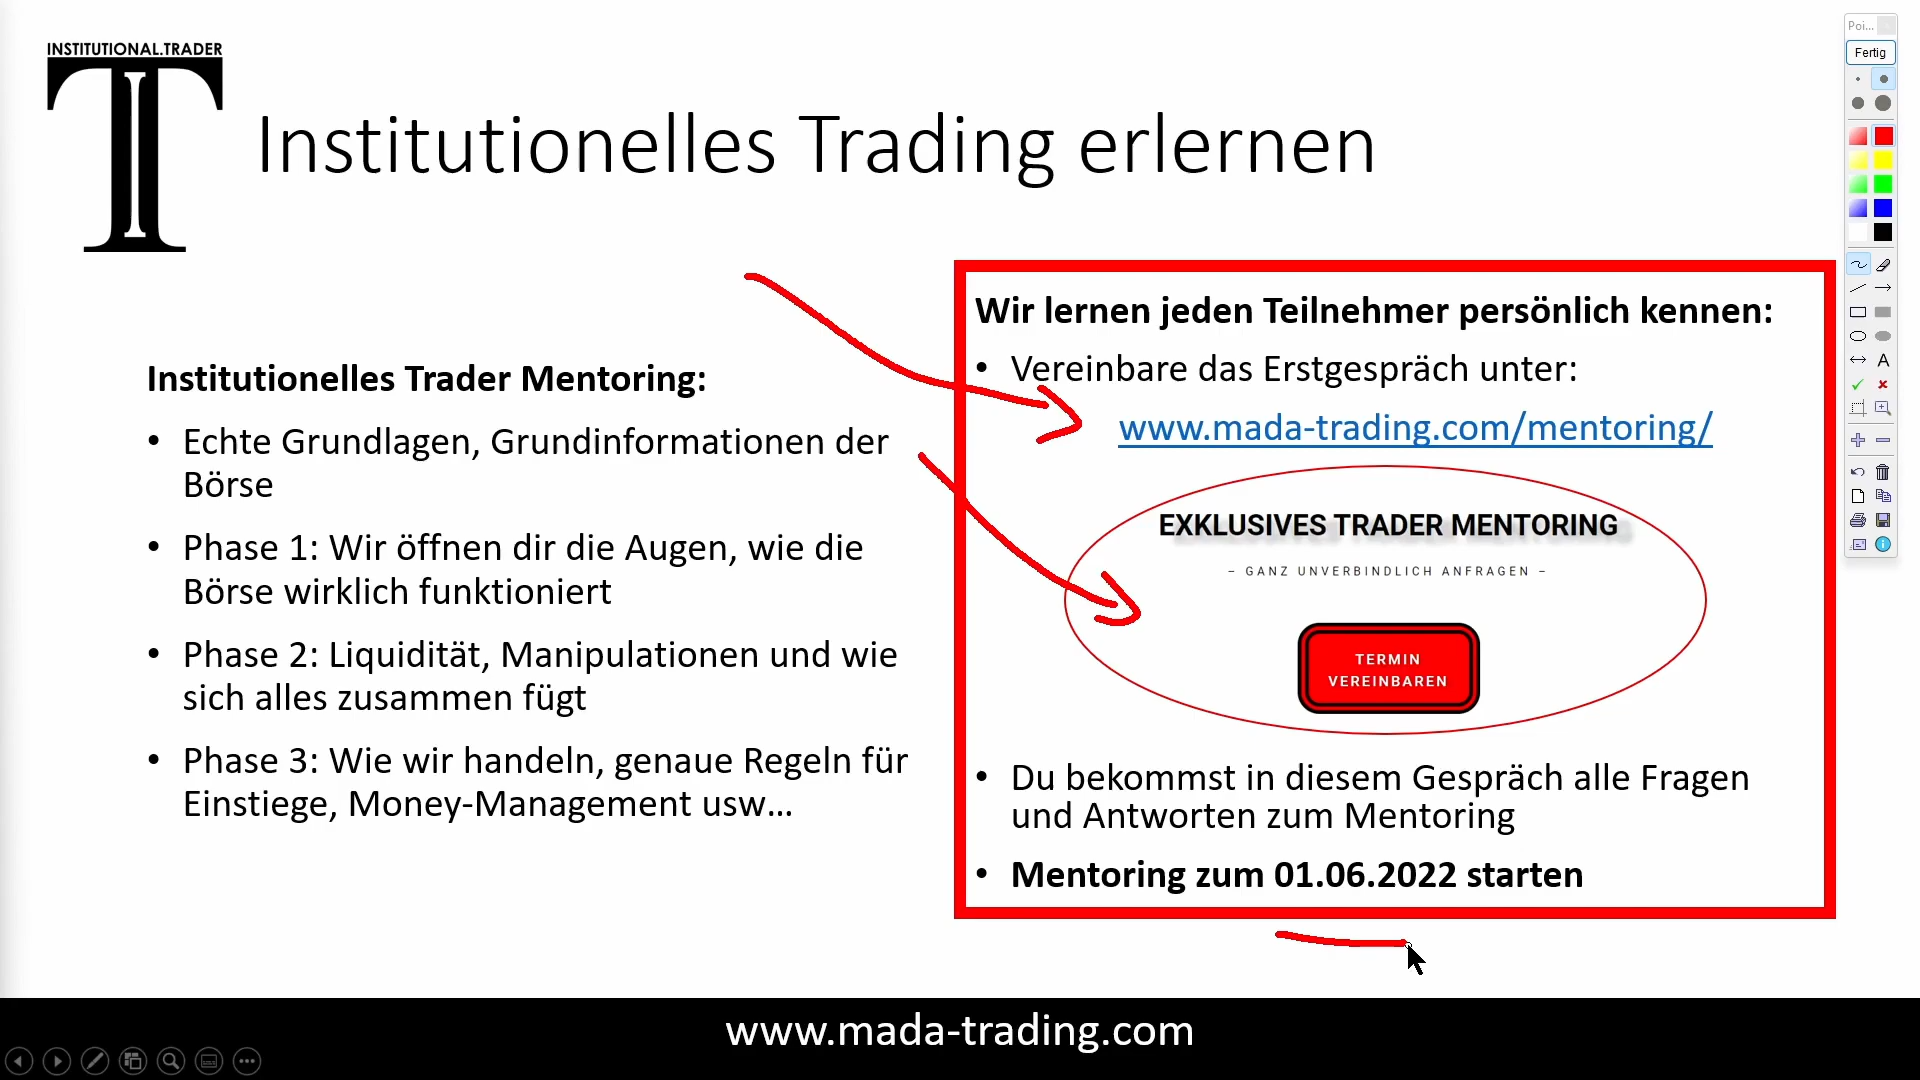 INSTITUTIONAL.TRADER
Institutionelles Trading erlernen
Institutionelles Trader Mentoring:
• Echte Grundlagen, Grundinformationen der
Börse
• Phase 1: Wir öffnen dir die Augen, wie die
Börse wirklich funktioniert
• Phase 2: Liquidität, Manipulationen und wie
sich alles zusammen fügt
• Phase 3: Wie wir handeln, genaue Regeln für
Einstiege, Money-Management usw…
Wir lernen jeden Teilnehmer persönlich kennen:
• Vereinbare das Erstgespräch unter:
www.mada-trading.com/mentoring/
EXKLUSIVES TRADER MENTORING
– GANZ UNVERBINDLICH ANFRAGEN –
TERMIN
VEREINBAREN
• Du bekommst in diesem Gespräch alle Fragen
und Antworten zum Mentoring
• Mentoring zum 01.06.2022 starten
www.mada-trading.com
Poi...
Fertig
A